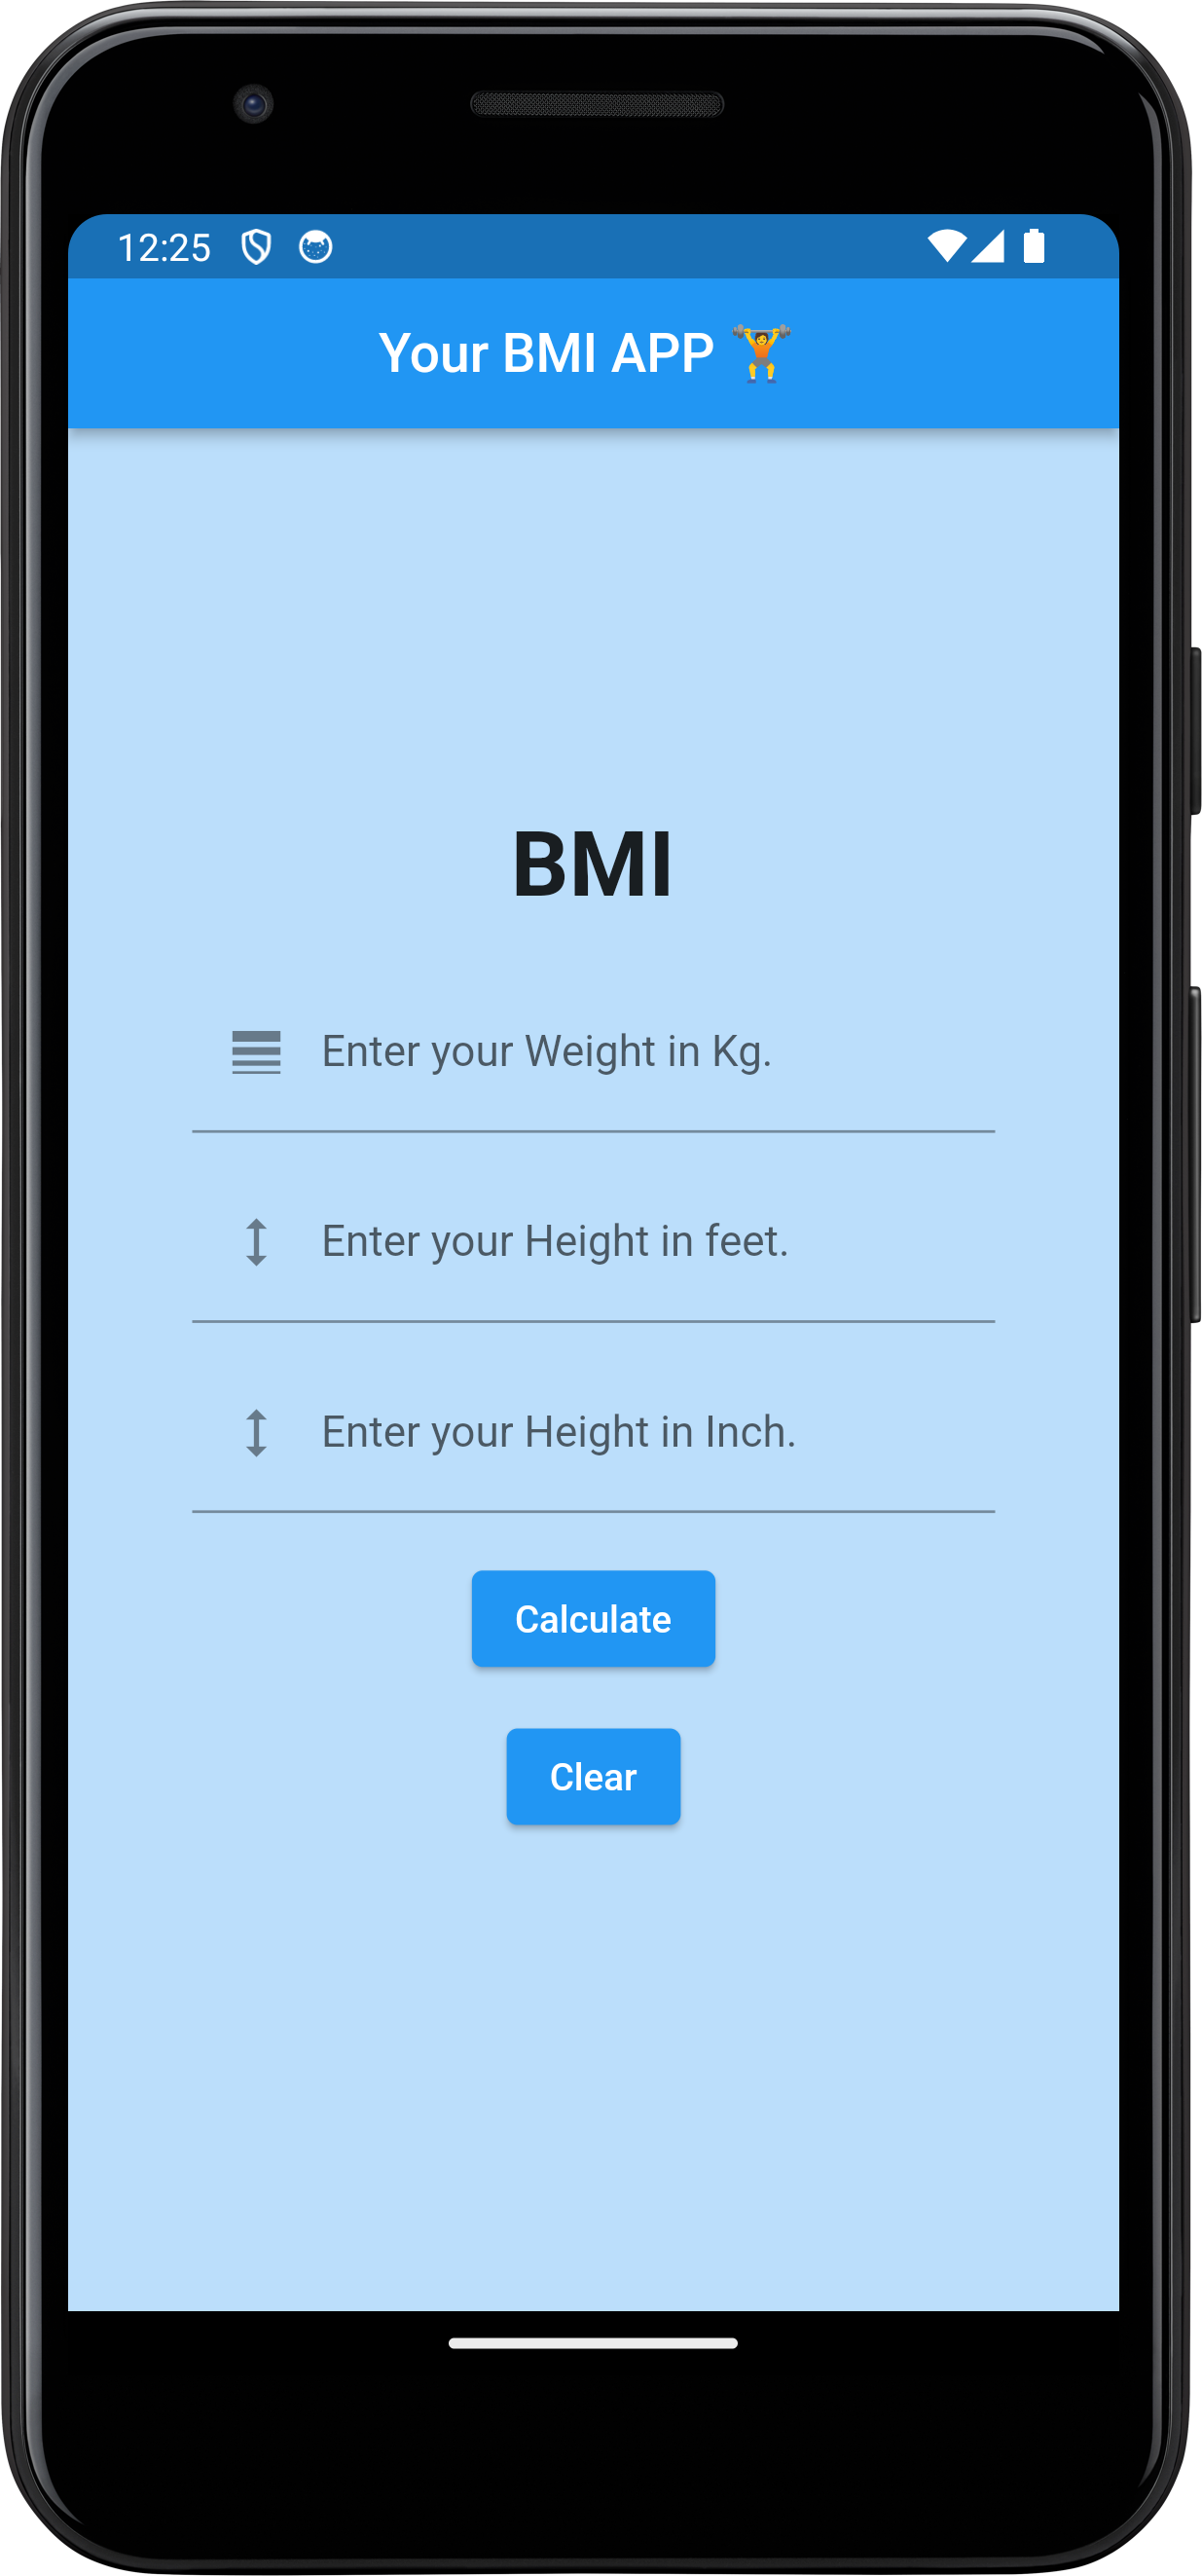 12:25
Your BMI APP 🏋️
BMI
Enter your Weight in Kg.
Enter your Height in feet.
Enter your Height in Inch.
Calculate
Clear